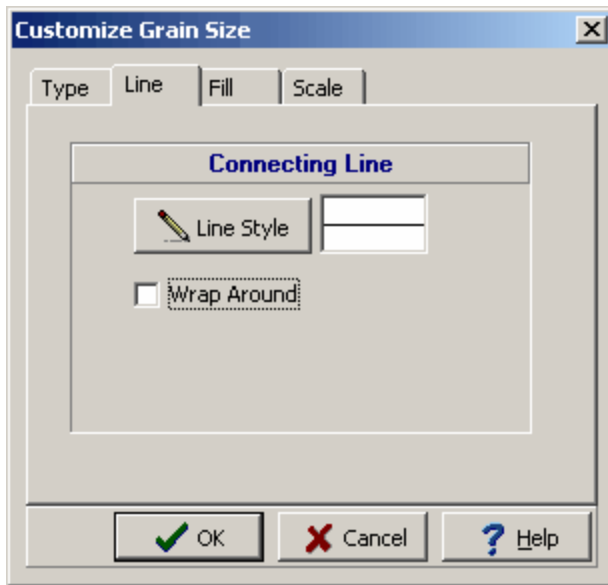 Customize Grain Size
Type Line Fill Scale
Connecting Line
Line Style
Wrap Around
OK Cancel Help